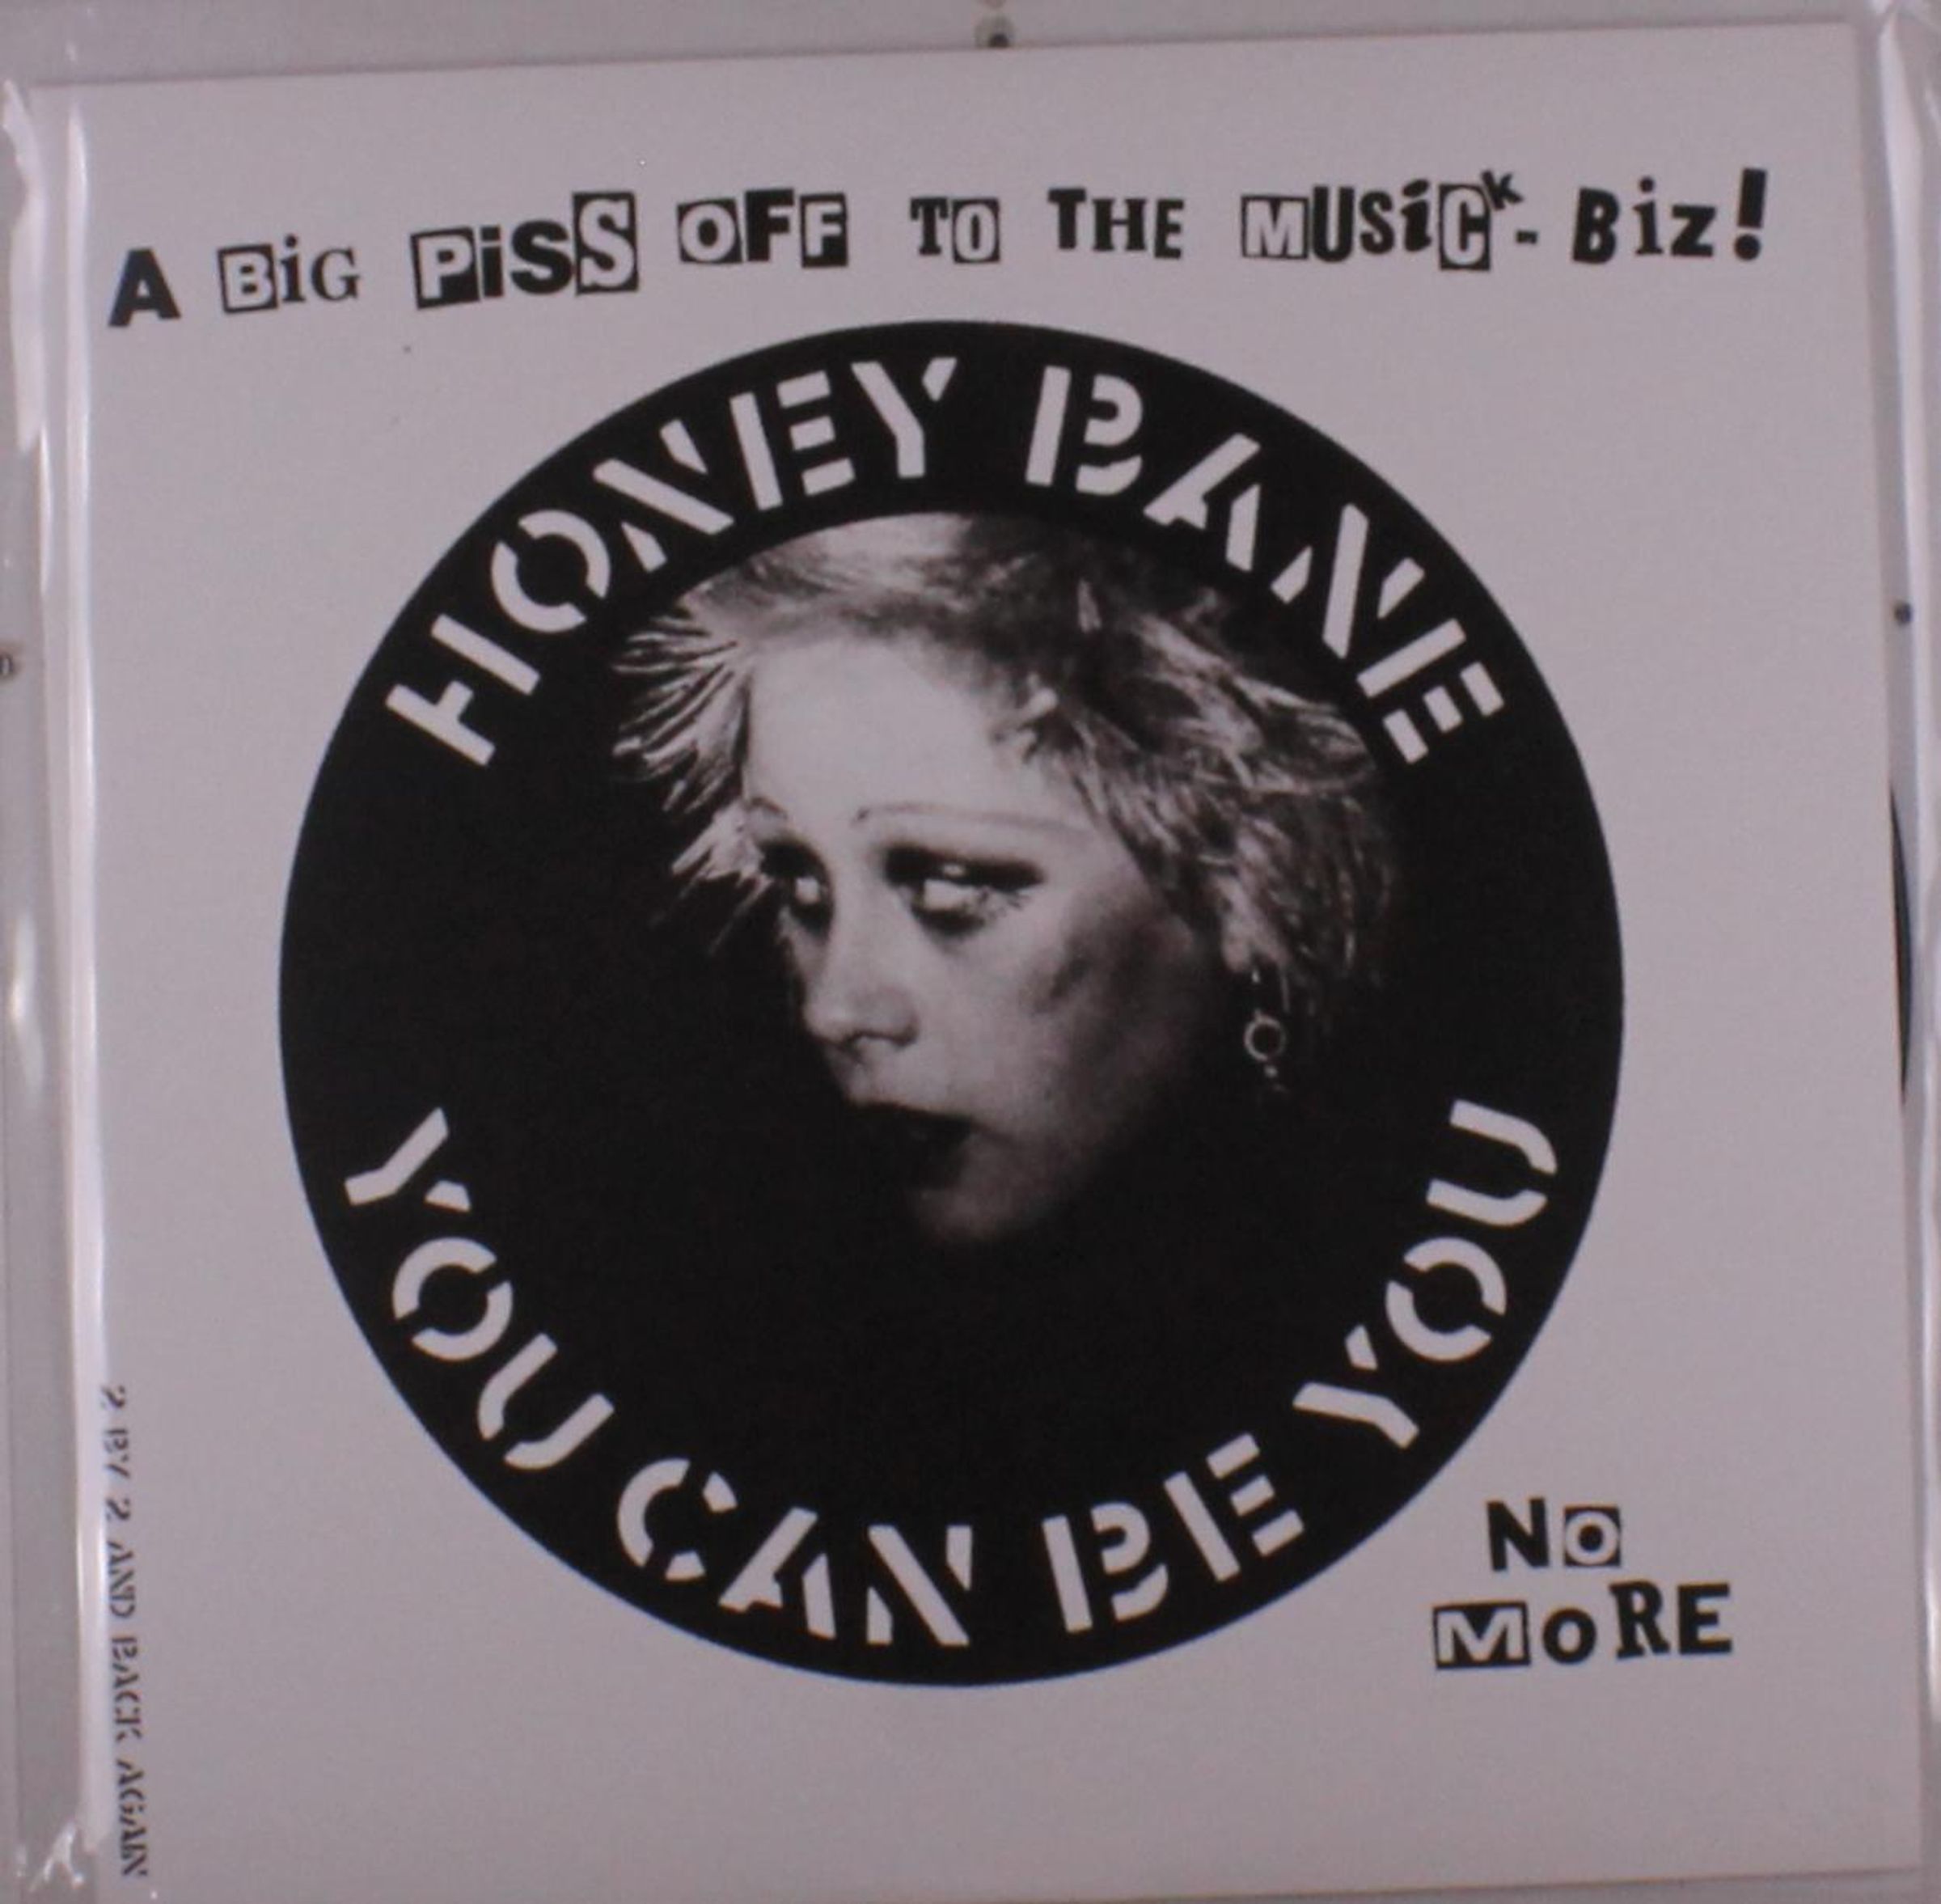 A BiG PiSS OFF TO THE MUSiCK-BiZ!
HONEY BANE
YOU CAN BE YOU
NO
MoRE
2 BY 2 AND BACK AGAIN